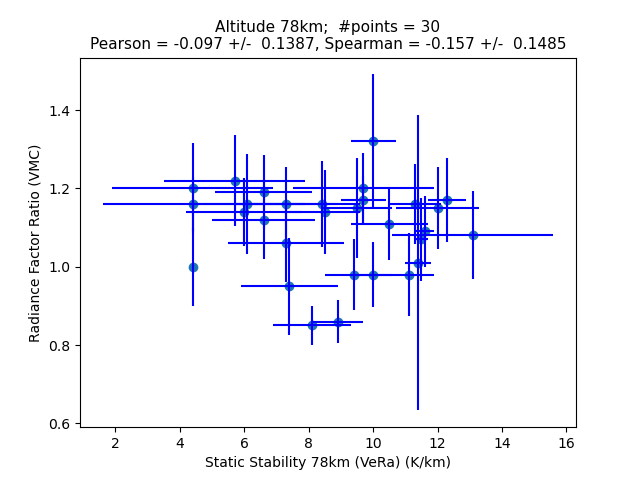 Altitude 78km;  #points = 30
Pearson = -0.097 +/-  0.1387, Spearman = -0.157 +/-  0.1485
1.4
1.2
1.0
0.8
0.6
Radiance Factor Ratio (VMC)
2 4 6 8 10 12 14 16
Static Stability 78km (VeRa) (K/km)